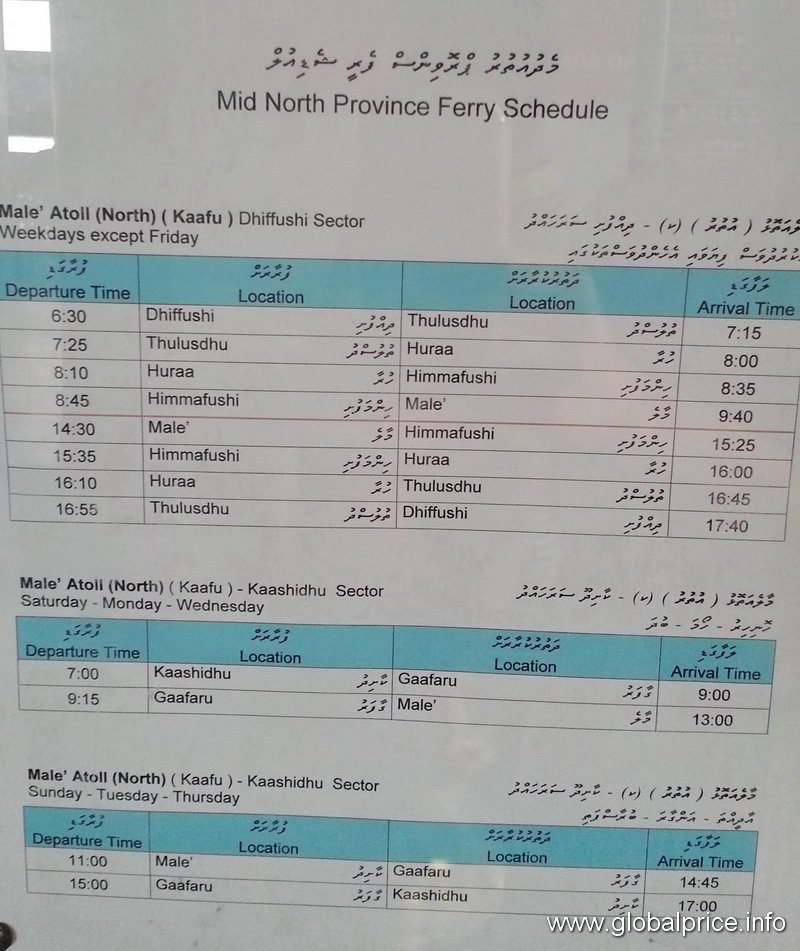 މެދުއުތުރު ޕްރޮވިންސް ފެރީ ޝެޑިއުލް
Mid North Province Ferry Schedule
Male' Atoll (North) ( Kaafu ) Dhiffushi Sector
ލެއަތޮޅު ( އުތުރު ) (ކ) - ދިއްފުށި ސަރަހައްދު
Weekdays except Friday
ކުރުދުވަސް ފިޔަވައި އެހެންދުވަސްތަކުގައި
ފުރާގަޑި ފުރާރަށް ދަތުރުކުރާރަށް ލަފާގަޑި
Departure Time Location Location Arrival Time
6:30 Dhiffushi ދިއްފުށި Thulusdhu ތުލުސްދު 7:15
7:25 Thulusdhu ތުލުސްދު Huraa ހުރާ 8:00
8:10 Huraa ހުރާ Himmafushi ހިންމަފުށި 8:35
8:45 Himmafushi ހިންމަފުށި Male' މާލެ 9:40
14:30 Male' މާލެ Himmafushi ހިންމަފުށި 15:25
15:35 Himmafushi ހިންމަފުށި Huraa ހުރާ 16:00
16:10 Huraa ހުރާ Thulusdhu ތުލުސްދު 16:45
16:55 Thulusdhu ތުލުސްދު Dhiffushi ދިއްފުށި 17:40
Male' Atoll (North) ( Kaafu ) - Kaashidhu Sector
މާލެއަތޮޅު ( އުތުރު ) (ކ) - ކާށިދޫ ސަރަހައްދު
Saturday - Monday - Wednesday
ހޮނިހިރު - ހޯމަ - ބުދަ
ފުރާގަޑި ފުރާރަށް ދަތުރުކުރާރަށް ލަފާގަޑި
Departure Time Location Location Arrival Time
7:00 Kaashidhu ކާށިދު Gaafaru ގާފަރު 9:00
9:15 Gaafaru ގާފަރު Male' މާލެ 13:00
Male' Atoll (North) ( Kaafu ) - Kaashidhu Sector
މާލެއަތޮޅު ( އުތުރު ) (ކ) - ކާށިދޫ ސަރަހައްދު
Sunday - Tuesday - Thursday
އާދީއްތަ - އަންގާރަ - ބުރާސްފަތި
ފުރާގަޑި ފުރާރަށް ދަތުރުކުރާރަށް ލަފާގަޑި
Departure Time Location Location Arrival Time
11:00 Male' ކާށިދު Gaafaru ގާފަރު 14:45
15:00 Gaafaru ގާފަރު Kaashidhu ކާށިދު 17:00
www.globalprice.info